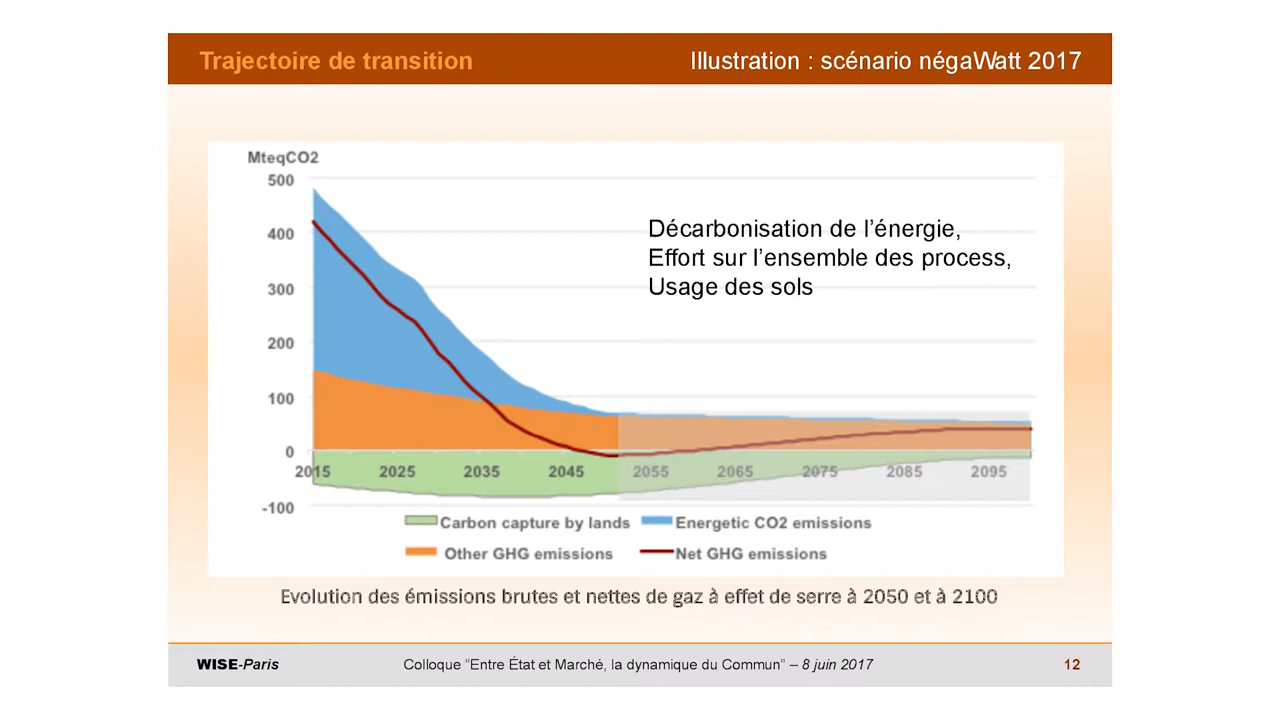 Trajectoire de transition
Illustration : scénario négaWatt 2017
MteqCO2
500
400
300
200
100
0
-100
2015 2025 2035 2045 2055 2065 2075 2085 2095
Décarbonisation de l’énergie,
Effort sur l’ensemble des process,
Usage des sols
Carbon capture by lands
Energetic CO2 emissions
Other GHG emissions
Net GHG emissions
Evolution des émissions brutes et nettes de gaz à effet de serre à 2050 et à 2100
WISE-Paris
Colloque “Entre État et Marché, la dynamique du Commun” – 8 juin 2017
12